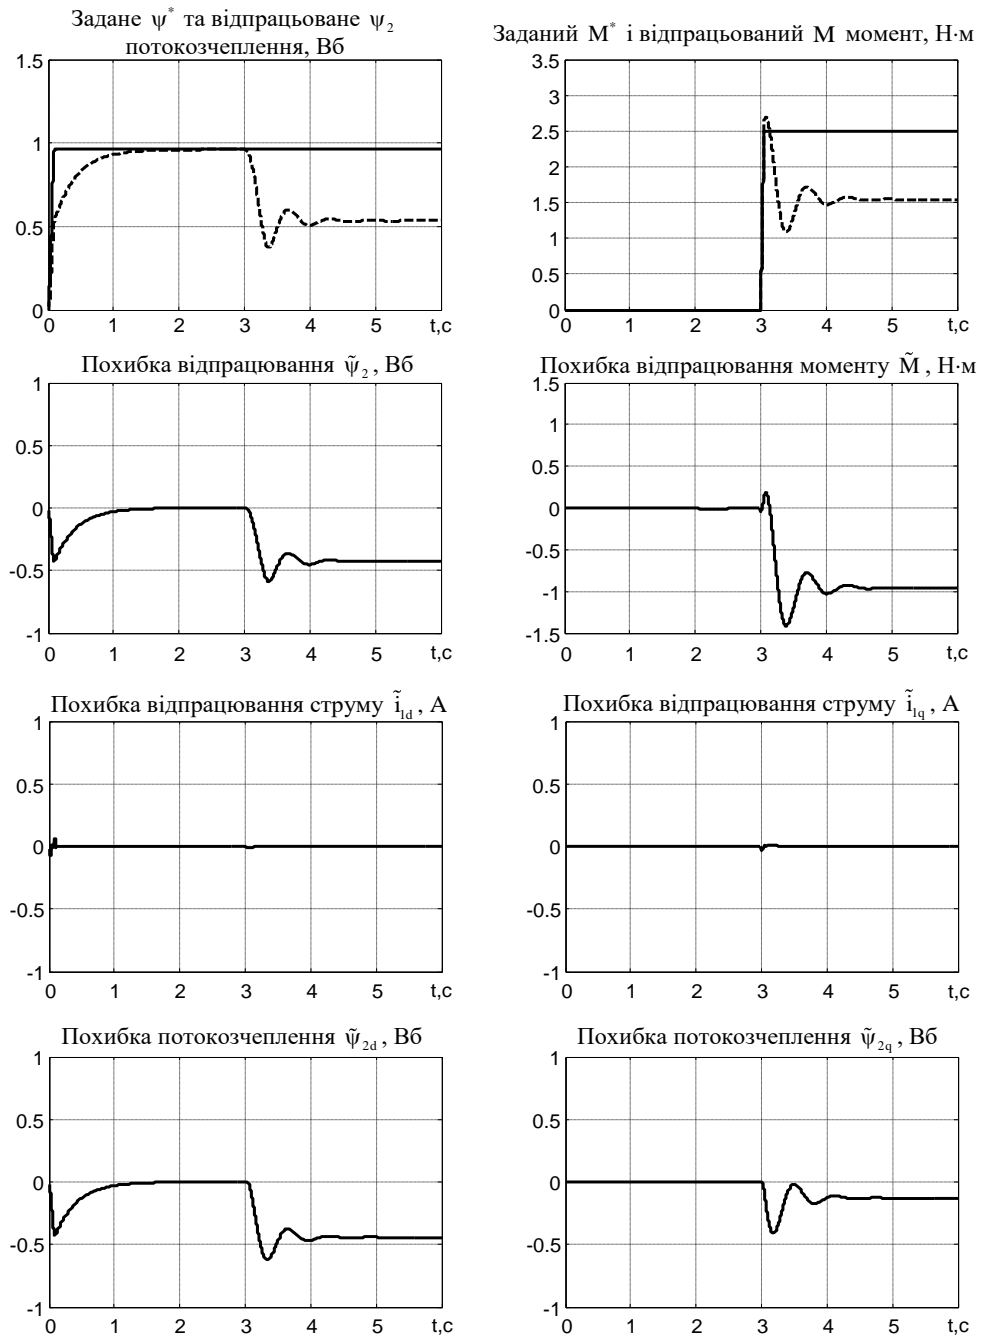 Задане ψ* та відпрацьоване ψ₂
потокозчеплення, Вб
1.5
1
0.5
0
0 1 2 3 4 5 t,c
Заданий M* і відпрацьований M момент, Н·м
3.5
3
2.5
2
1.5
1
0.5
0
0 1 2 3 4 5 t,c
Похибка відпрацювання ψ̃₂, Вб
1
0.5
0
-0.5
-1
0 1 2 3 4 5 t,c
Похибка відпрацювання моменту M̃, Н·м
1.5
1
0.5
0
-0.5
-1
-1.5
0 1 2 3 4 5 t,c
Похибка відпрацювання струму ĩ₁d, А
1
0.5
0
-0.5
-1
0 1 2 3 4 5 t,c
Похибка відпрацювання струму ĩ₁q, А
1
0.5
0
-0.5
-1
0 1 2 3 4 5 t,c
Похибка потокозчеплення ψ̃₂d, Вб
1
0.5
0
-0.5
-1
0 1 2 3 4 5 t,c
Похибка потокозчеплення ψ̃₂q, Вб
1
0.5
0
-0.5
-1
0 1 2 3 4 5 t,c